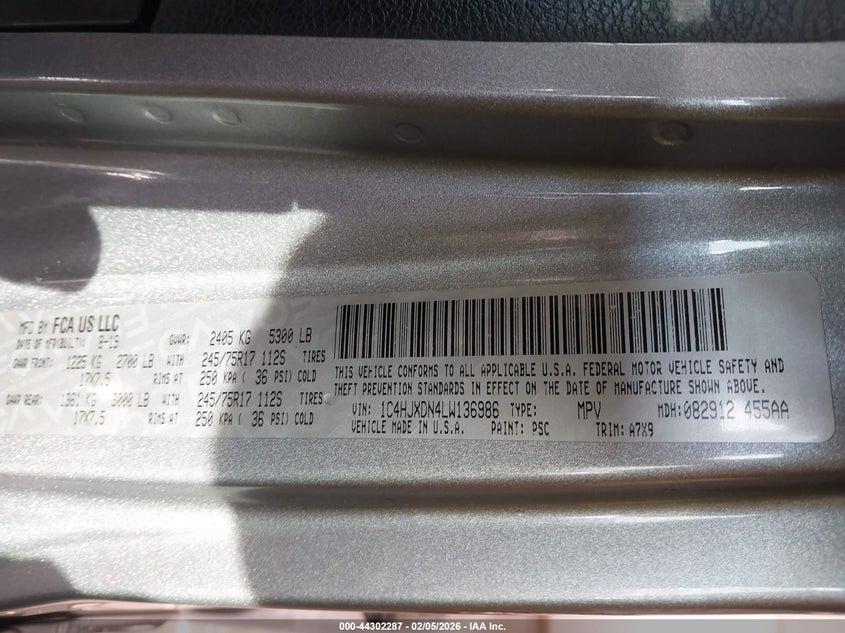 MFD BY FCA US LLC
DATE OF MFR(BUILT): 8-19 GVWR: 2405 KG 5300 LB
GAWR FRONT: 1225 KG 2700 LB WITH 245/75R17 112S TIRES
17X7.5 RIMS AT 250 KPA ( 36 PSI) COLD
GAWR REAR: 1361 KG 3000 LB WITH 245/75R17 112S TIRES
17X7.5 RIMS AT 250 KPA ( 36 PSI) COLD
THIS VEHICLE CONFORMS TO ALL APPLICABLE U.S.A. FEDERAL MOTOR VEHICLE SAFETY AND
THEFT PREVENTION STANDARDS IN EFFECT ON THE DATE OF MANUFACTURE SHOWN ABOVE.
VIN: 1C4HJXDN4LW136986 TYPE: MPV MDH: 082912 455AA
VEHICLE MADE IN U.S.A. PAINT: PSC TRIM: A7X9
000-44302287 - 02/05/2026 - IAA Inc.